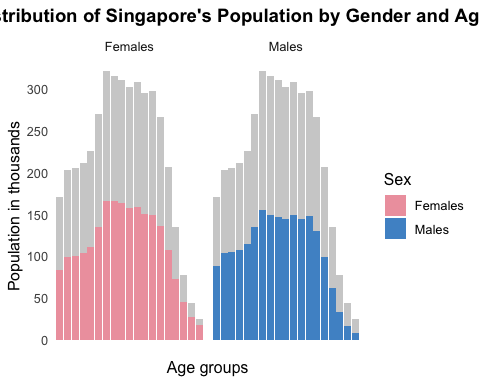 stribution of Singapore's Population by Gender and Ag
Females
Males
300
250
200
150
100
50
0
Population in thousands
Age groups
Sex
Females
Males